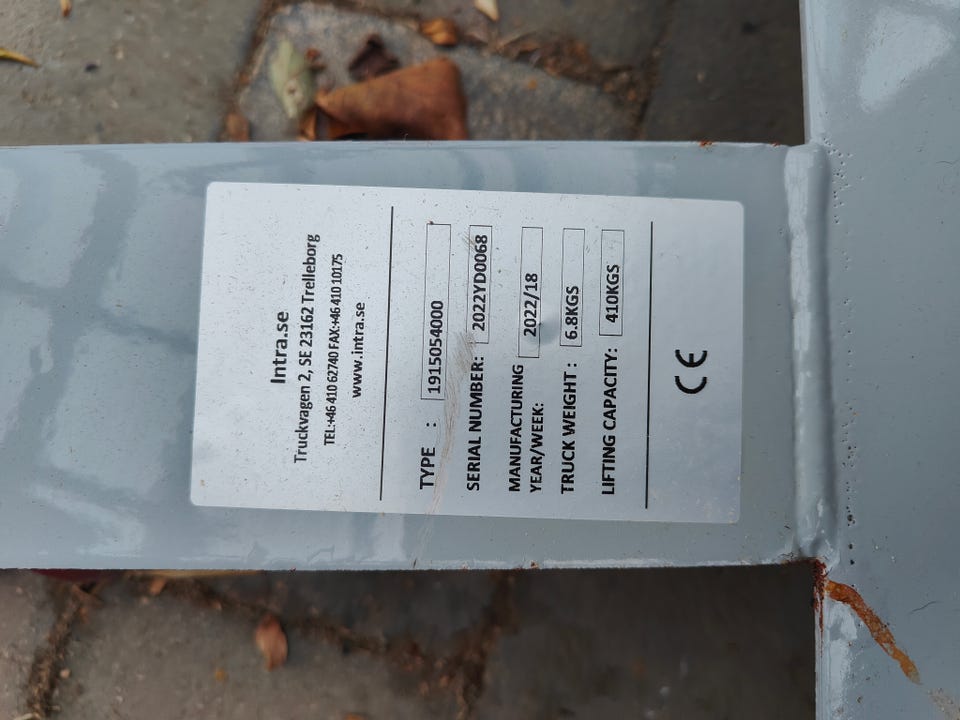 Intra.se
Truckvagen 2, SE 23162 Trelleborg
TEL:+46 410 62740 FAX:+46 410 10175
www.intra.se
TYPE : 1915054000
SERIAL NUMBER: 2022YD0068
MANUFACTURING
YEAR/WEEK: 2022/18
TRUCK WEIGHT : 6.8KGS
LIFTING CAPACITY: 410KGS
CE